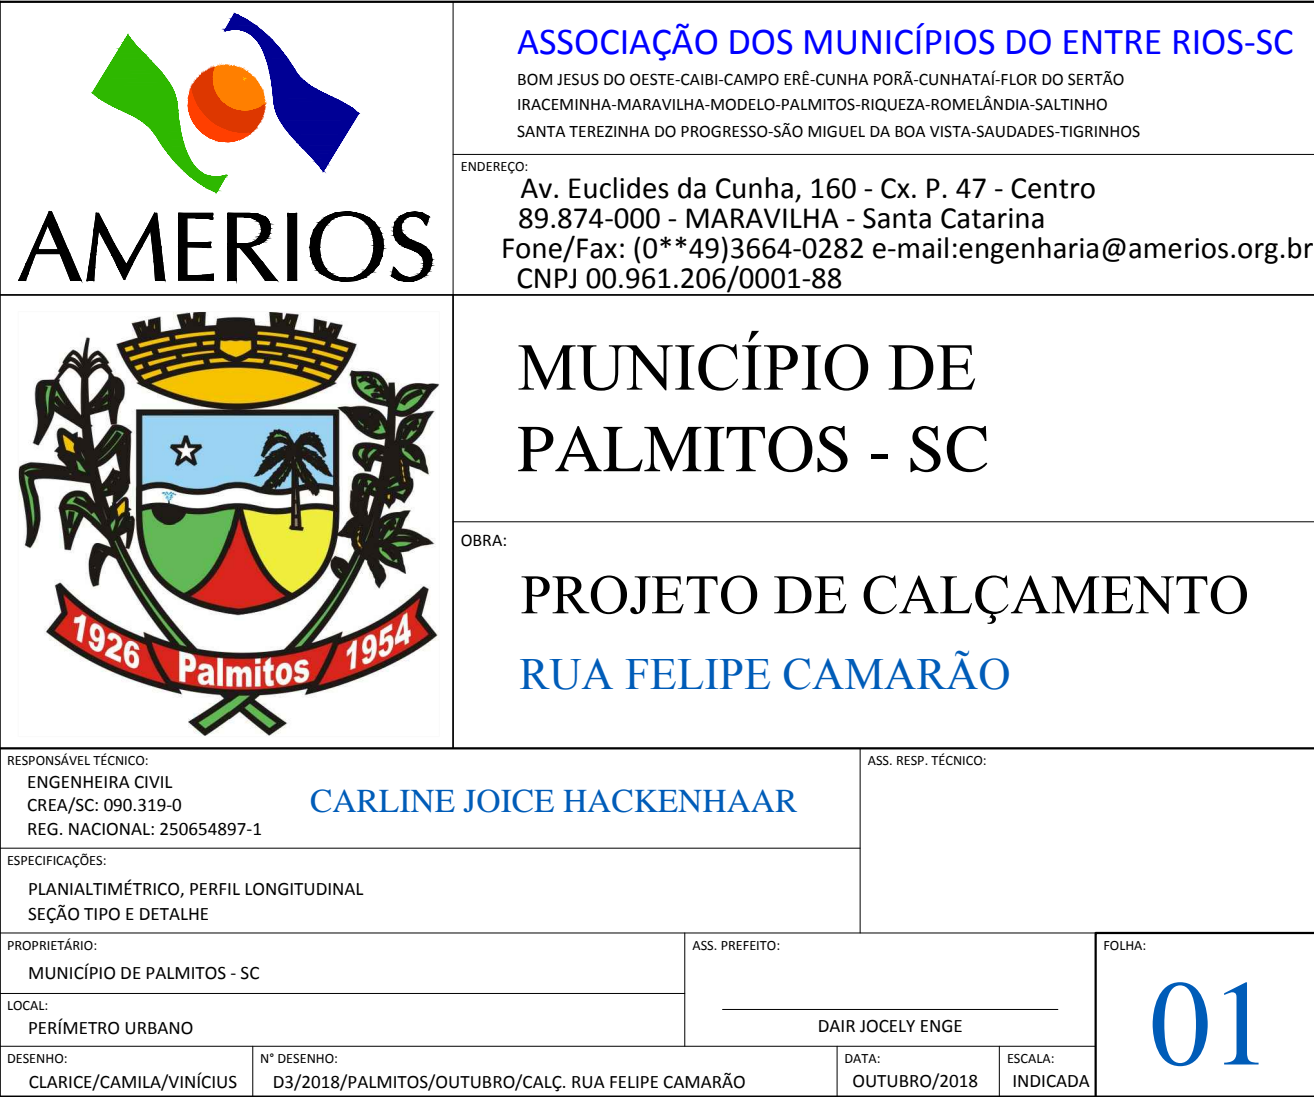 AMERIOS
ASSOCIAÇÃO DOS MUNICÍPIOS DO ENTRE RIOS-SC
BOM JESUS DO OESTE-CAIBI-CAMPO ERÊ-CUNHA PORÃ-CUNHATAÍ-FLOR DO SERTÃO
IRACEMINHA-MARAVILHA-MODELO-PALMITOS-RIQUEZA-ROMELÂNDIA-SALTINHO
SANTA TEREZINHA DO PROGRESSO-SÃO MIGUEL DA BOA VISTA-SAUDADES-TIGRINHOS
ENDEREÇO:
Av. Euclides da Cunha, 160 - Cx. P. 47 - Centro
89.874-000 - MARAVILHA - Santa Catarina
Fone/Fax: (0**49)3664-0282 e-mail:engenharia@amerios.org.br
CNPJ 00.961.206/0001-88
1926 Palmitos 1954
MUNICÍPIO DE
PALMITOS - SC
OBRA:
PROJETO DE CALÇAMENTO
RUA FELIPE CAMARÃO
RESPONSÁVEL TÉCNICO:
ENGENHEIRA CIVIL
CREA/SC: 090.319-0
REG. NACIONAL: 250654897-1
CARLINE JOICE HACKENHAAR
ASS. RESP. TÉCNICO:
ESPECIFICAÇÕES:
PLANIALTIMÉTRICO, PERFIL LONGITUDINAL
SEÇÃO TIPO E DETALHE
PROPRIETÁRIO:
MUNICÍPIO DE PALMITOS - SC
LOCAL:
PERÍMETRO URBANO
ASS. PREFEITO:
DAIR JOCELY ENGE
FOLHA:
01
DESENHO:
CLARICE/CAMILA/VINÍCIUS
N° DESENHO:
D3/2018/PALMITOS/OUTUBRO/CALÇ. RUA FELIPE CAMARÃO
DATA:
OUTUBRO/2018
ESCALA:
INDICADA